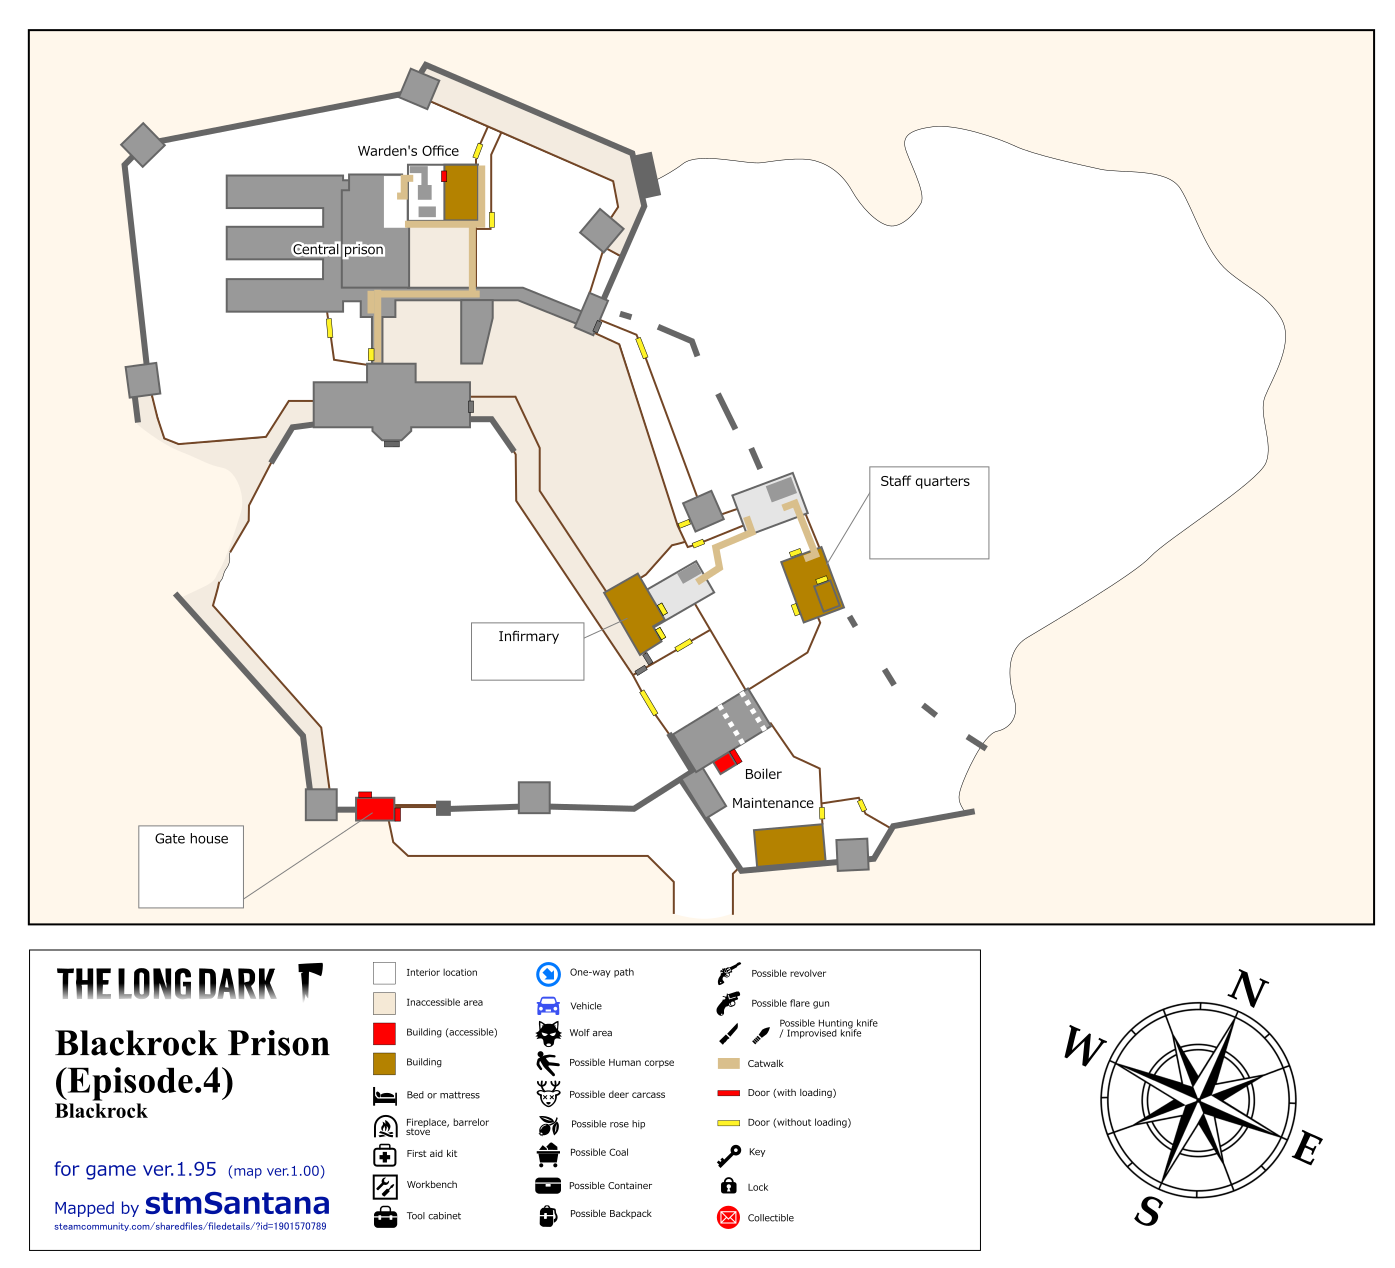 Warden's Office
Central prison
Staff quarters
Infirmary
Boiler
Maintenance
Gate house
THE LONG DARK
Blackrock Prison
(Episode.4)
Blackrock
for game ver.1.95 (map ver.1.00)
Mapped by stmSantana
steamcommunity.com/sharedfiles/filedetails/?id=1901570789
Interior location
Inaccessible area
Building (accessible)
Building
Bed or mattress
Fireplace, barrelor
stove
First aid kit
Workbench
Tool cabinet
One-way path
Vehicle
Wolf area
Possible Human corpse
Possible deer carcass
Possible rose hip
Possible Coal
Possible Container
Possible Backpack
Possible revolver
Possible flare gun
Possible Hunting knife
/ Improvised knife
Catwalk
Door (with loading)
Door (without loading)
Key
Lock
Collectible
N
W
E
S